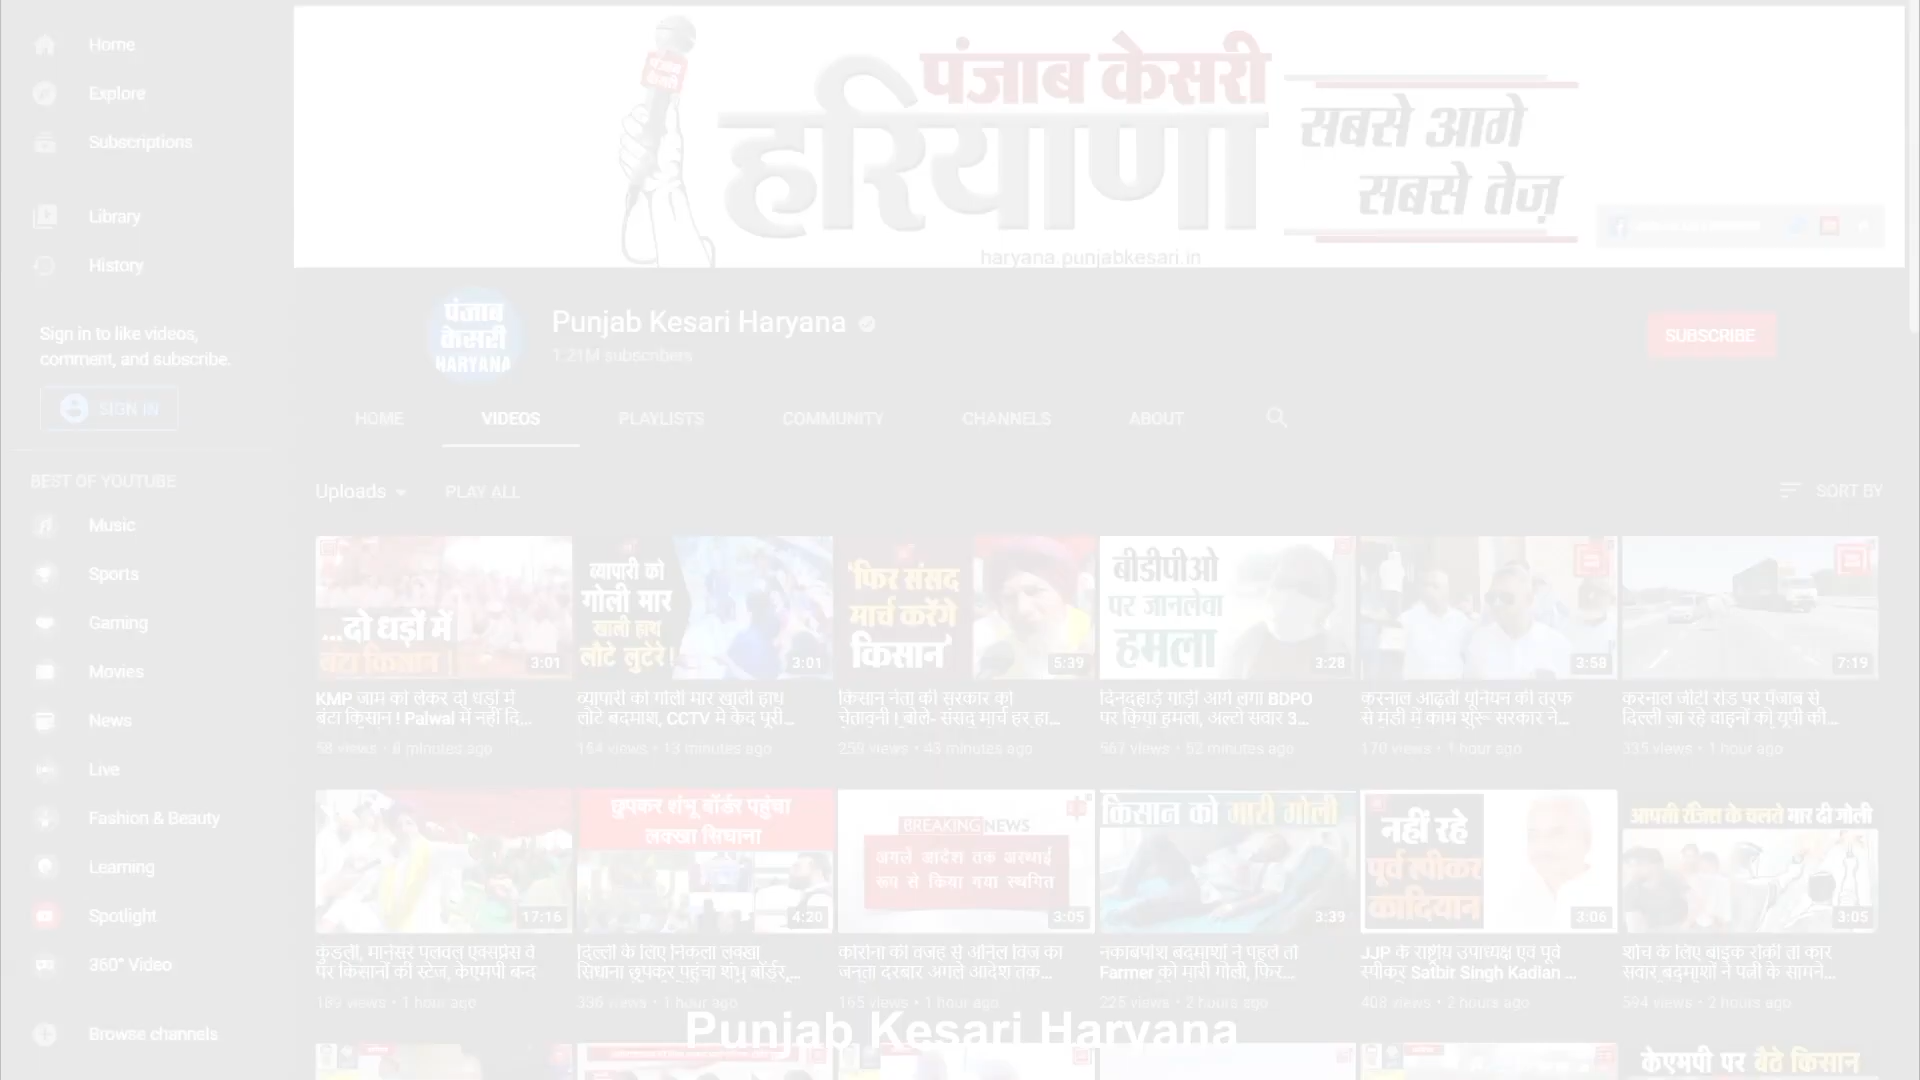 Home
Explore
Subscriptions
Library
History
Sign in to like videos,
comment, and subscribe.
SIGN IN
BEST OF YOUTUBE
Music
Sports
Gaming
Movies
News
Live
Fashion & Beauty
Learning
Spotlight
360° Video
Browse channels
पंजाब केसरी
हरियाणा
सबसे आगे
सबसे तेज़
haryana.punjabkesari.in
पंजाब
केसरी
HARYANA
Punjab Kesari Haryana
1.21M subscribers
SUBSCRIBE
HOME VIDEOS PLAYLISTS COMMUNITY CHANNELS ABOUT
Uploads PLAY ALL SORT BY
...दो धड़ों में
बंटा किसान !
3:01
KMP जाम को लेकर दो धड़ों में
बंटा किसान ! Palwal में नहीं दि...
58 views • 8 minutes ago
व्यापारी को
गोली मार
खाली हाथ
लौटे लुटेरे!
3:01
व्यापारी को गोली मार खाली हाथ
लौटे बदमाश, CCTV में कैद पूरी...
154 views • 13 minutes ago
'फिर संसद
मार्च करेंगे
किसान'
5:39
किसान नेता की सरकार को
चेतावनी ! बोले- संसद मार्च हर हा...
259 views • 43 minutes ago
बीडीपीओ
पर जानलेवा
हमला
3:28
दिनदहाड़े गाड़ी आगे लगा BDPO
पर किया हमला, अल्टो सवार 3...
567 views • 52 minutes ago
3:58
करनाल आढ़ती यूनियन की तरफ
से मंडी में काम शुरू सरकार ने...
170 views • 1 hour ago
7:19
करनाल जीटी रोड पर पंजाब से
दिल्ली जा रहे वाहनों को यूपी की...
335 views • 1 hour ago
17:16
कुंडली, मानेसर पलवल एक्सप्रेस वे
पर किसानों की स्टेज, केएमपी बन्द
189 views • 1 hour ago
छुपकर शंभू बॉर्डर पहुंचा
लक्खा सिधाना
4:20
दिल्ली के लिए निकला लक्खा
सिधाना छुपकर पहुंचा शंभू बॉर्डर,...
336 views • 1 hour ago
BREAKING NEWS
अगले आदेश तक अस्थाई
रूप से किया गया स्थगित
3:05
कोरोना की वजह से अनिल विज का
जनता दरबार अगले आदेश तक...
165 views • 1 hour ago
किसान को मारी गोली
3:39
नकाबपोश बदमाशों ने पहले तो
Farmer को मारी गोली, फिर...
225 views • 2 hours ago
नहीं रहे
पूर्व स्पीकर
कादियान
3:06
JJP के राष्ट्रीय उपाध्यक्ष एवं पूर्व
स्पीकर Satbir Singh Kadian ...
408 views • 2 hours ago
आपसी रंजिश के चलते मार दी गोली
3:05
शौच के लिए बाइक रोकी तो कार
सवार बदमाशों ने पत्नी के सामने...
594 views • 2 hours ago
Punjab Kesari Haryana
केएमपी पर बैठे किसान